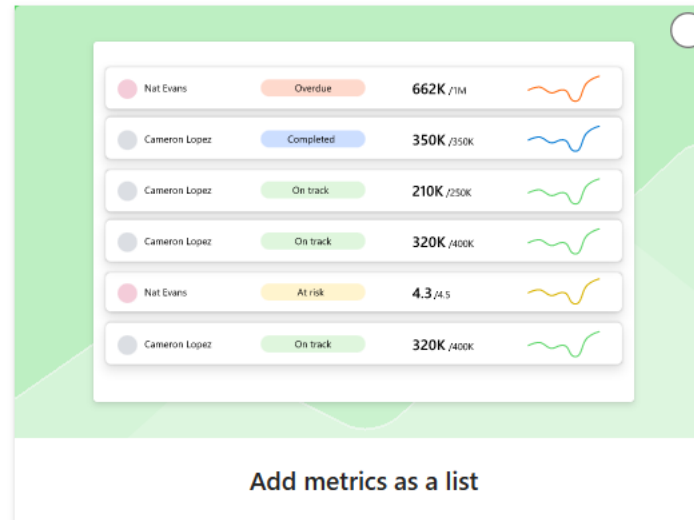 Nat Evans Overdue 662K /1M
Cameron Lopez Completed 350K /350K
Cameron Lopez On track 210K /250K
Cameron Lopez On track 320K /400K
Nat Evans At risk 4.3 /4.5
Cameron Lopez On track 320K /400K
Add metrics as a list